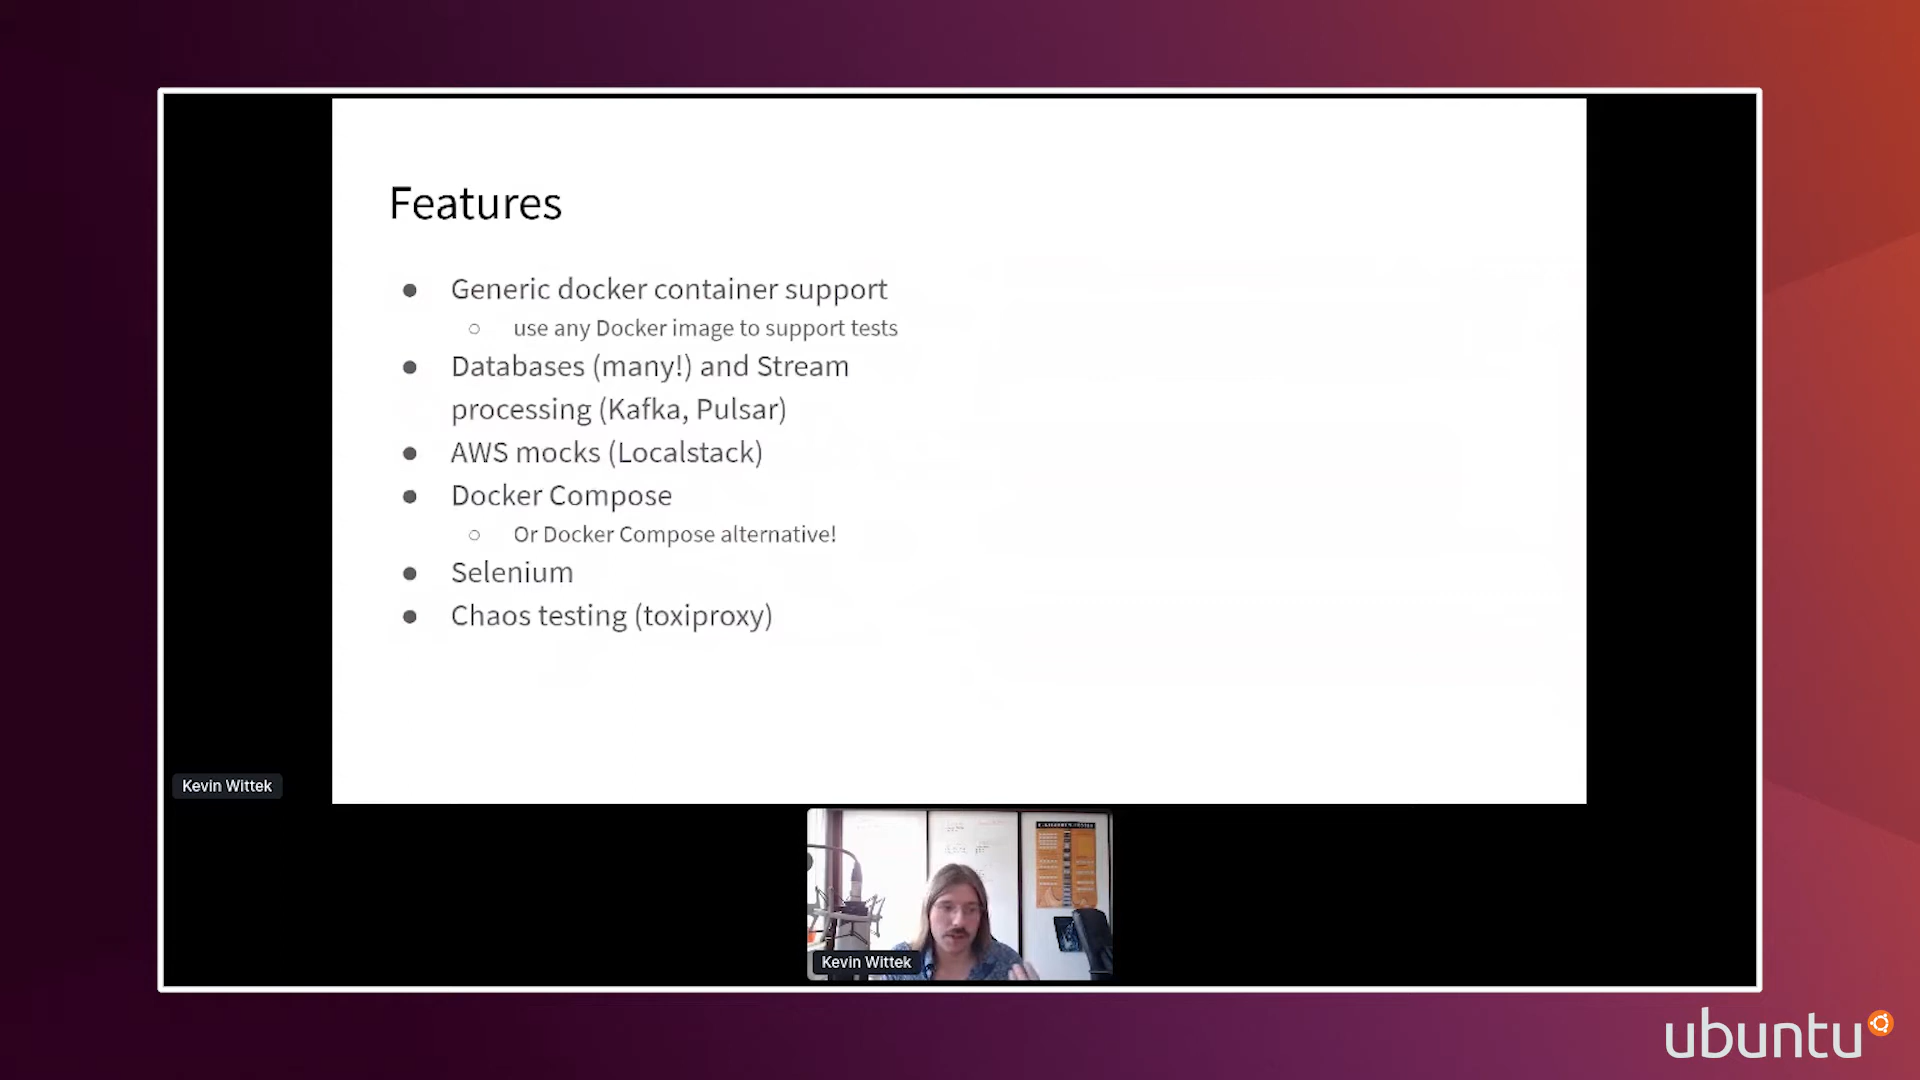 Features
● Generic docker container support
○ use any Docker image to support tests
● Databases (many!) and Stream
processing (Kafka, Pulsar)
● AWS mocks (Localstack)
● Docker Compose
○ Or Docker Compose alternative!
● Selenium
● Chaos testing (toxiproxy)
Kevin Wittek
Kevin Wittek
ubuntu